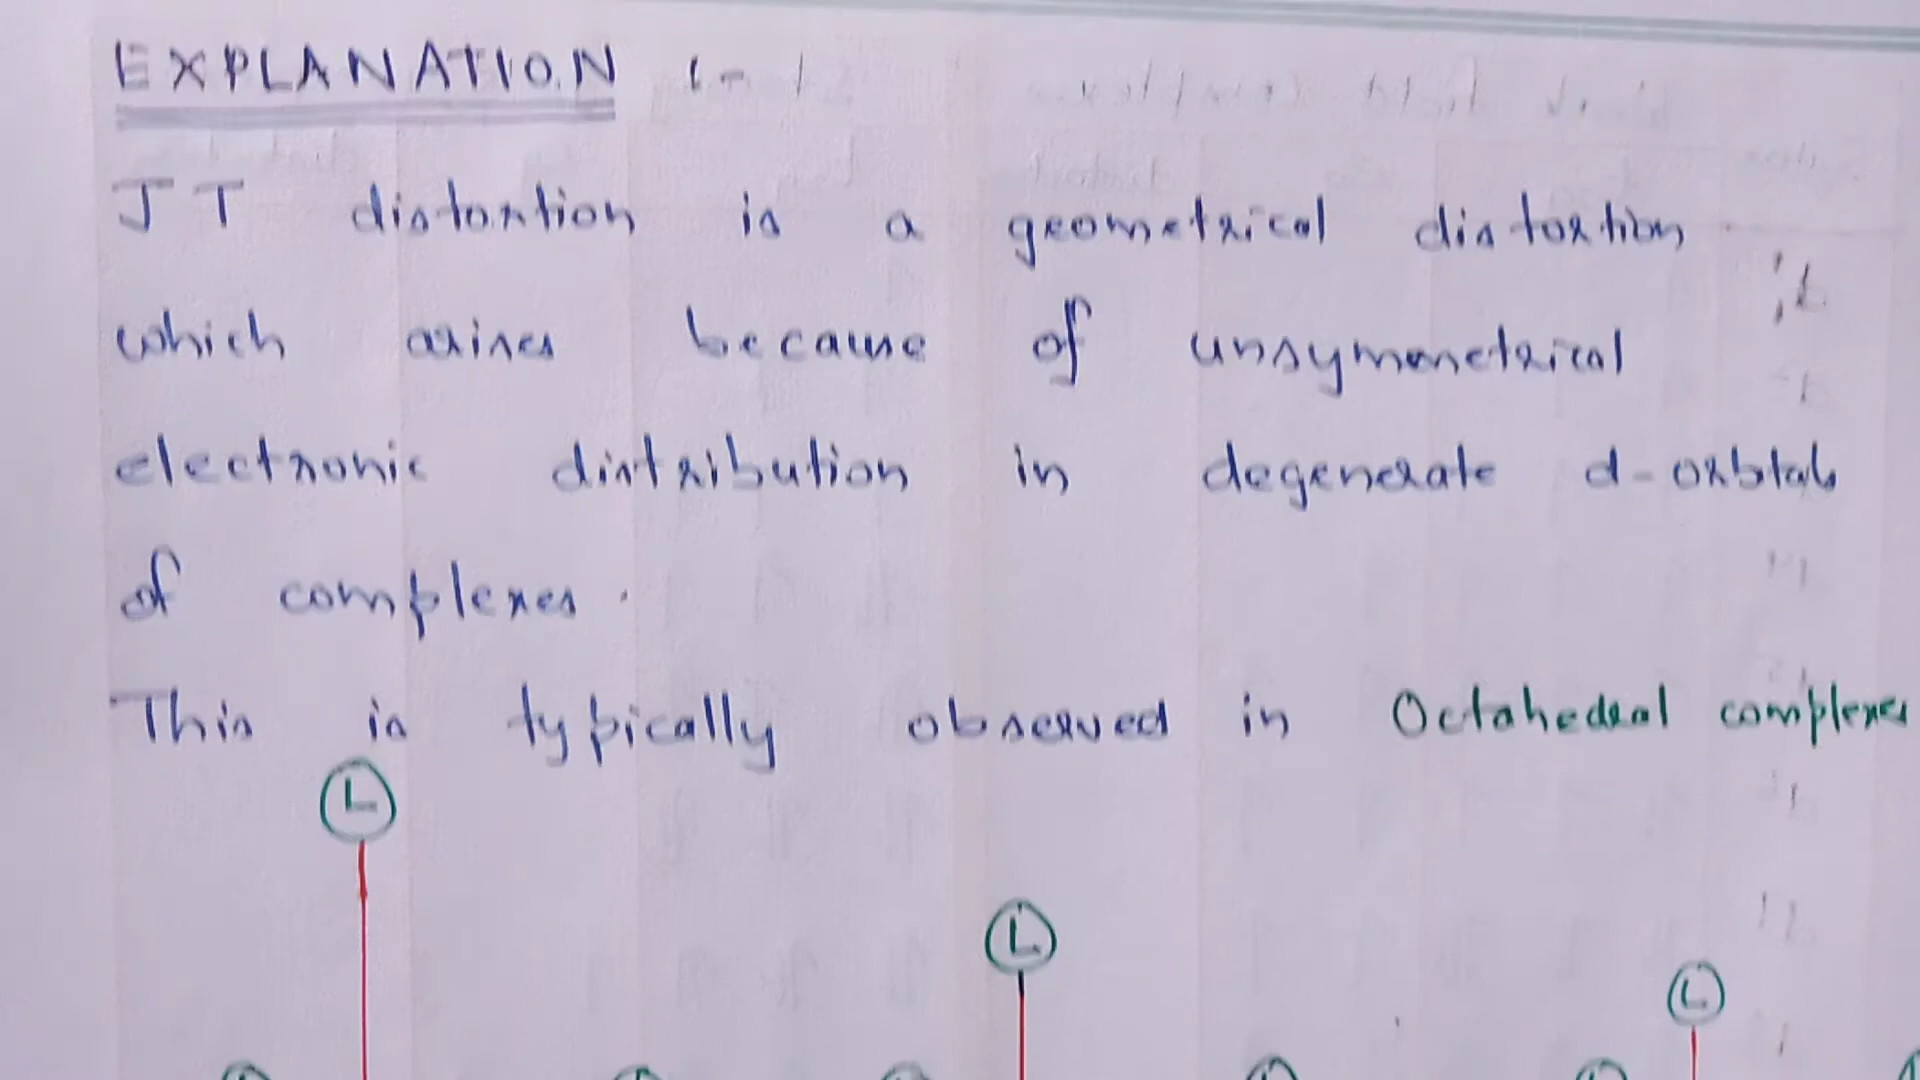 EXPLANATION :-
JT distortion is a geometrical distortion
which arises because of unsymmetrical
electronic distribution in degenerate d-orbtals
of complexes.
This is typically observed in Octahedral complexes
L
L
L